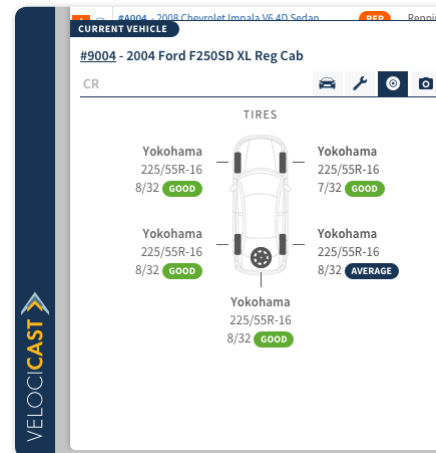 #A004 - 2008 Chevrolet Impala V6 4D Sedan
CURRENT VEHICLE
#9004 - 2004 Ford F250SD XL Reg Cab
CR
TIRES
Yokohama
225/55R-16
8/32 GOOD
Yokohama
225/55R-16
7/32 GOOD
Yokohama
225/55R-16
8/32 GOOD
Yokohama
225/55R-16
8/32 AVERAGE
Yokohama
225/55R-16
8/32 GOOD
VELOCICAST